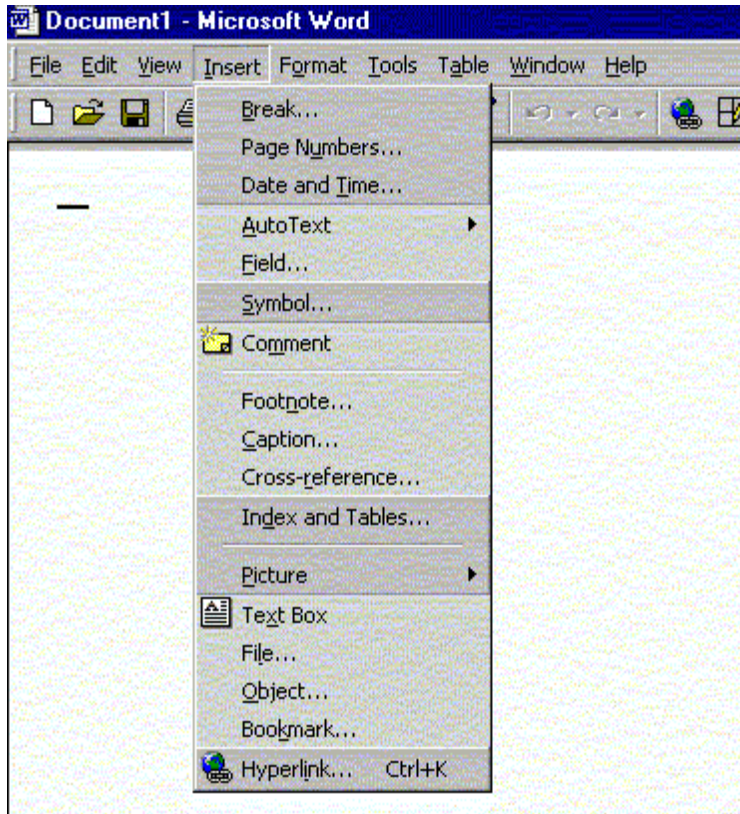 Document1 - Microsoft Word
File Edit View Insert Format Tools Table Window Help
Break...
Page Numbers...
Date and Time...
AutoText
Field...
Symbol...
Comment
Footnote...
Caption...
Cross-reference...
Index and Tables...
Picture
Text Box
File...
Object...
Bookmark...
Hyperlink... Ctrl+K